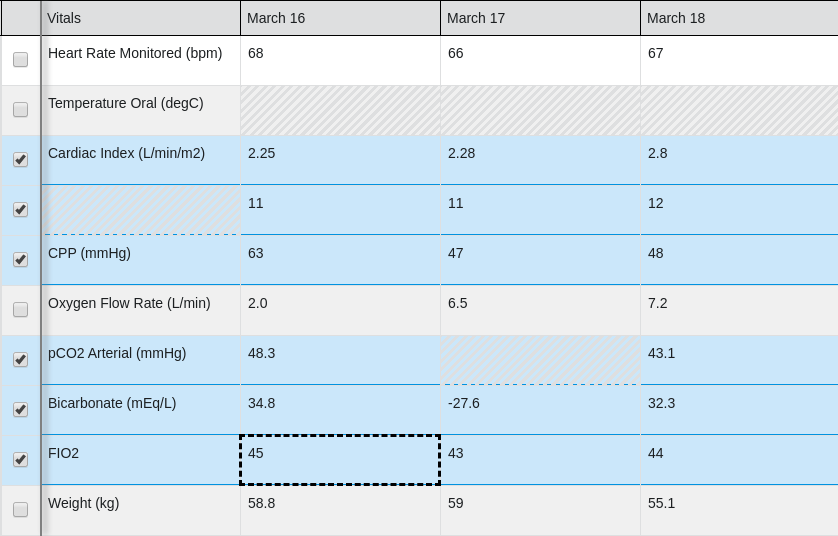 Vitals March 16 March 17 March 18
Heart Rate Monitored (bpm) 68 66 67
Temperature Oral (degC)
Cardiac Index (L/min/m2) 2.25 2.28 2.8
11 11 12
CPP (mmHg) 63 47 48
Oxygen Flow Rate (L/min) 2.0 6.5 7.2
pCO2 Arterial (mmHg) 48.3 43.1
Bicarbonate (mEq/L) 34.8 -27.6 32.3
FIO2 45 43 44
Weight (kg) 58.8 59 55.1